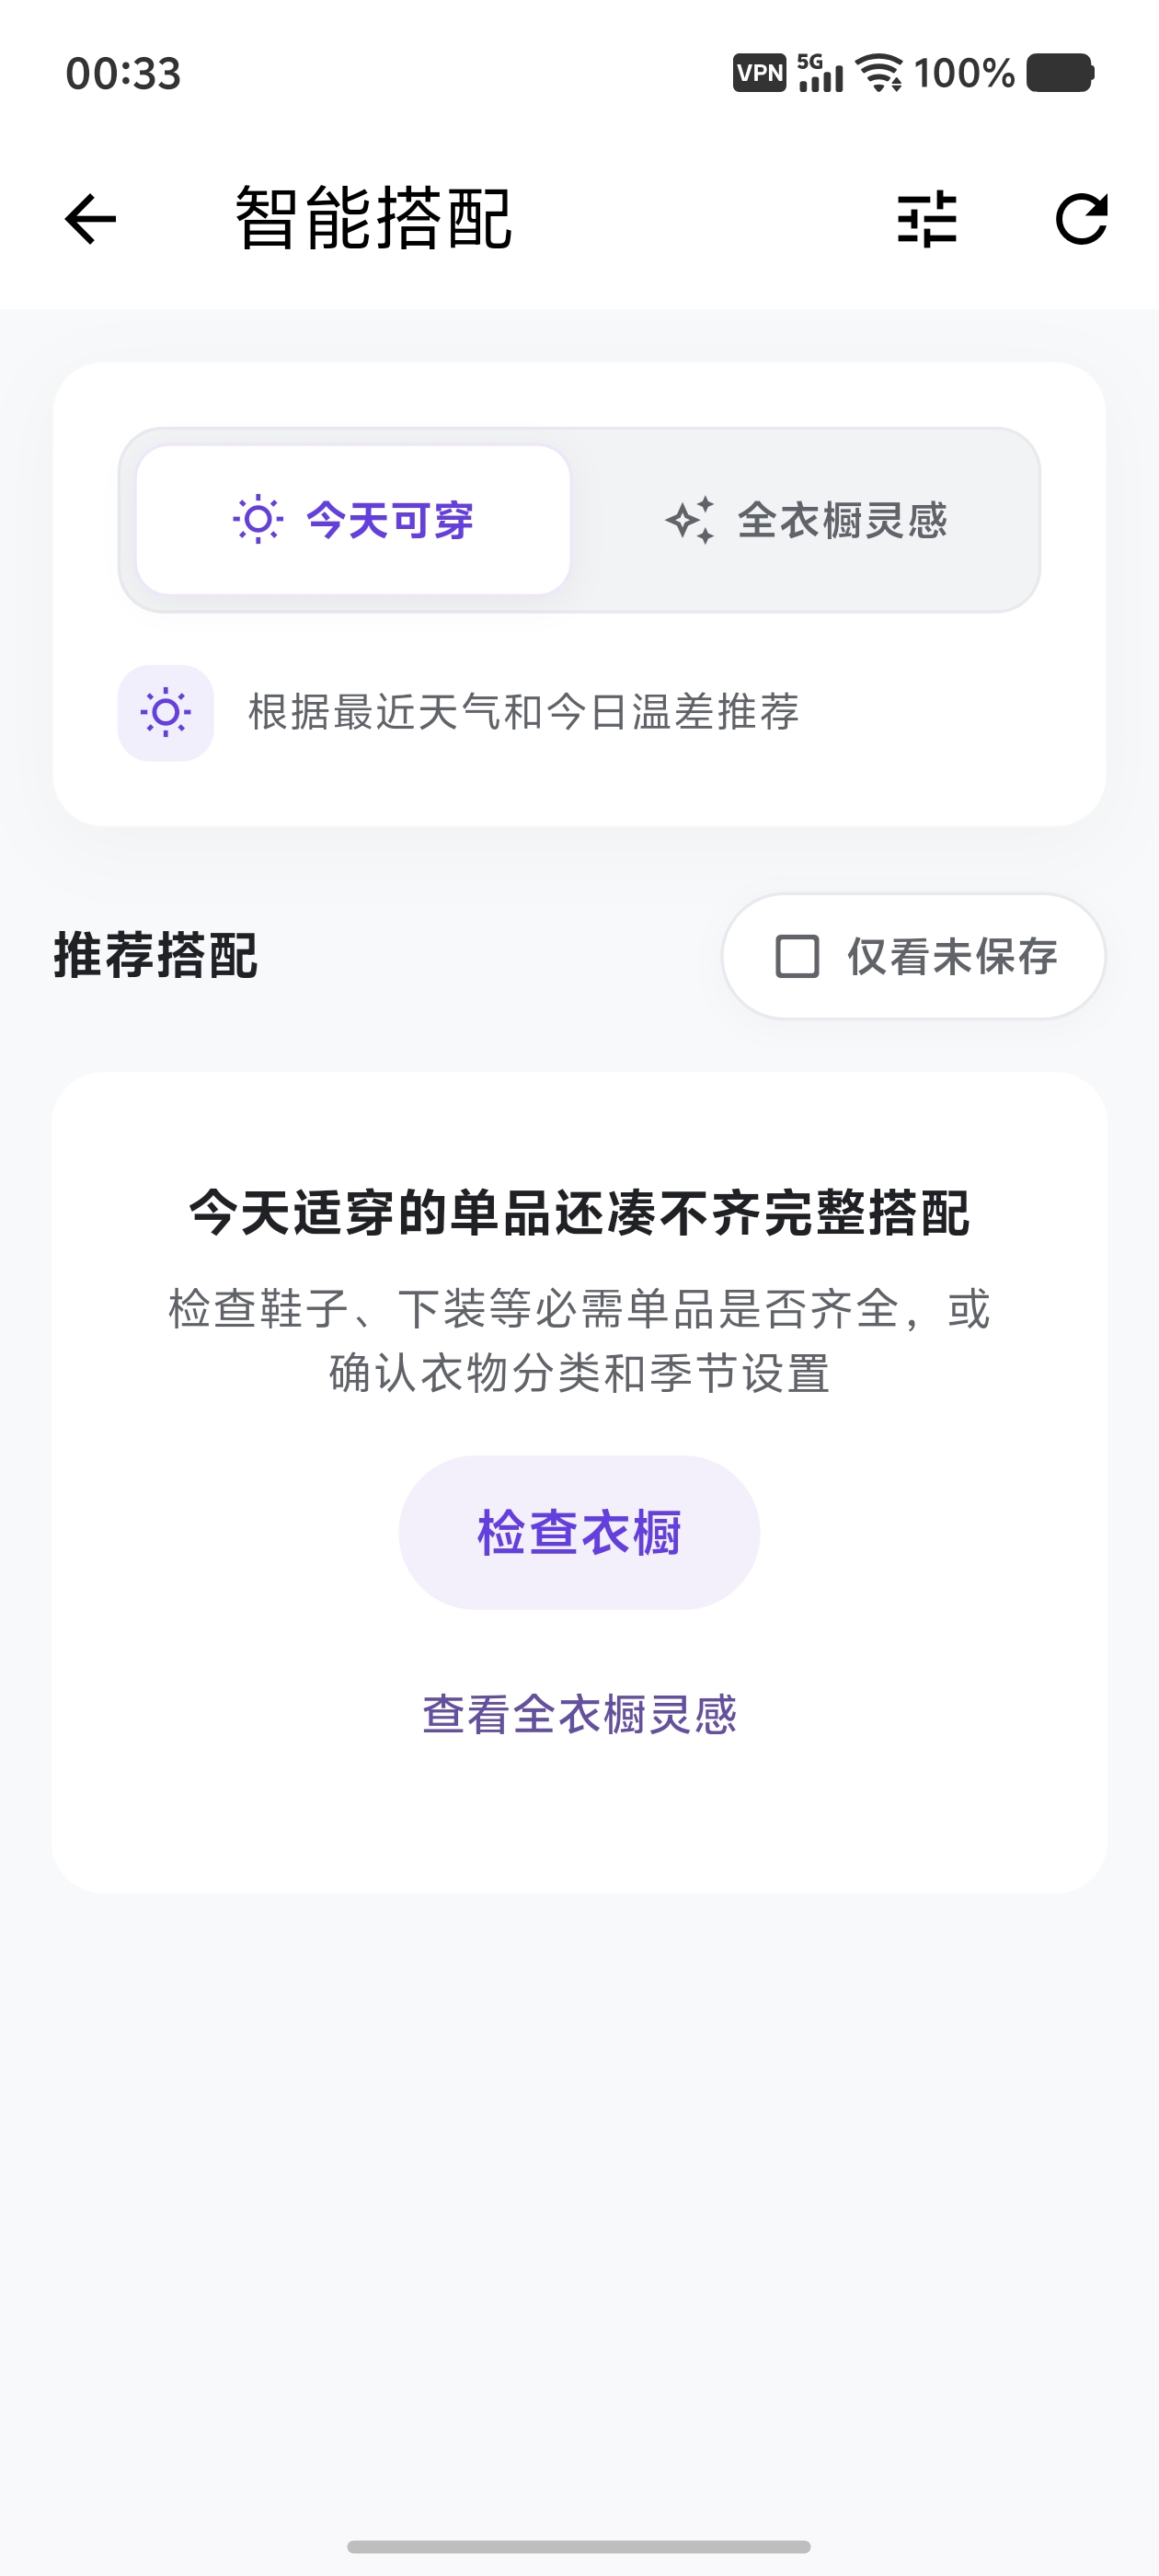 00:33
VPN 5G 100%
智能搭配
今天可穿
全衣橱灵感
根据最近天气和今日温差推荐
推荐搭配
仅看未保存
今天适穿的单品还凑不齐完整搭配
检查鞋子、下装等必需单品是否齐全，或
确认衣物分类和季节设置
检查衣橱
查看全衣橱灵感